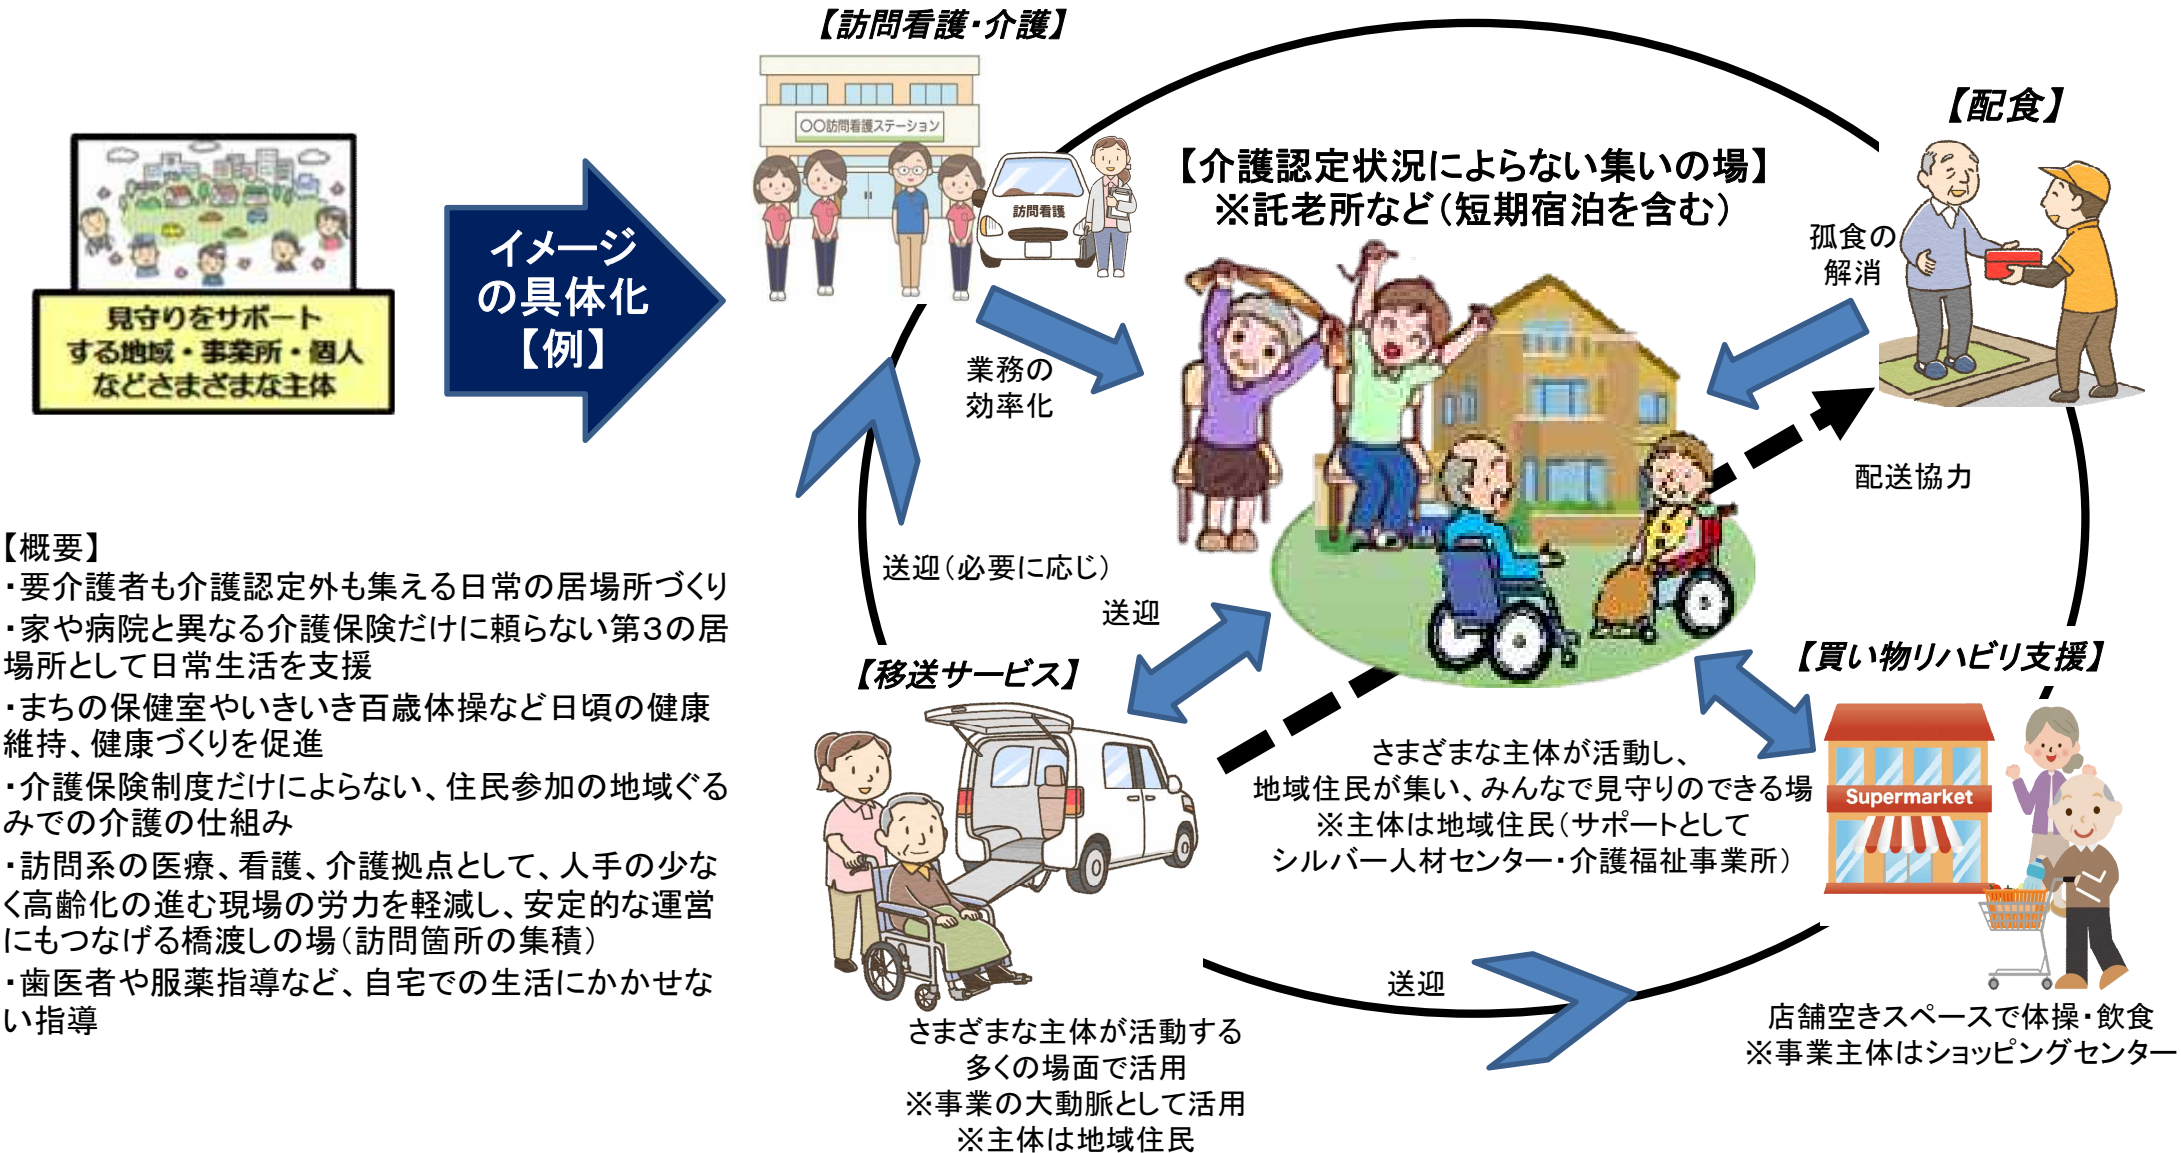 【訪問看護・介護】
〇〇訪問看護ステーション
訪問看護
【配食】
【介護認定状況によらない集いの場】
※託老所など（短期宿泊を含む）
孤食の
解消
見守りをサポート
する地域・事業所・個人
などさまざまな主体
イメージ
の具体化
【例】
業務の
効率化
配送協力
送迎（必要に応じ）
送迎
【概要】
・要介護者も介護認定外も集える日常の居場所づくり
・家や病院と異なる介護保険だけに頼らない第３の居
場所として日常生活を支援
・まちの保健室やいきいき百歳体操など日頃の健康
維持、健康づくりを促進
・介護保険制度だけによらない、住民参加の地域ぐる
みでの介護の仕組み
・訪問系の医療、看護、介護拠点として、人手の少な
く高齢化の進む現場の労力を軽減し、安定的な運営
にもつなげる橋渡しの場（訪問箇所の集積）
・歯医者や服薬指導など、自宅での生活にかかせな
い指導
【移送サービス】
【買い物リハビリ支援】
Supermarket
さまざまな主体が活動し、
地域住民が集い、みんなで見守りのできる場
※主体は地域住民（サポートとして
シルバー人材センター・介護福祉事業所）
送迎
さまざまな主体が活動する
多くの場面で活用
※事業の大動脈として活用
※主体は地域住民
店舗空きスペースで体操・飲食
※事業主体はショッピングセンター